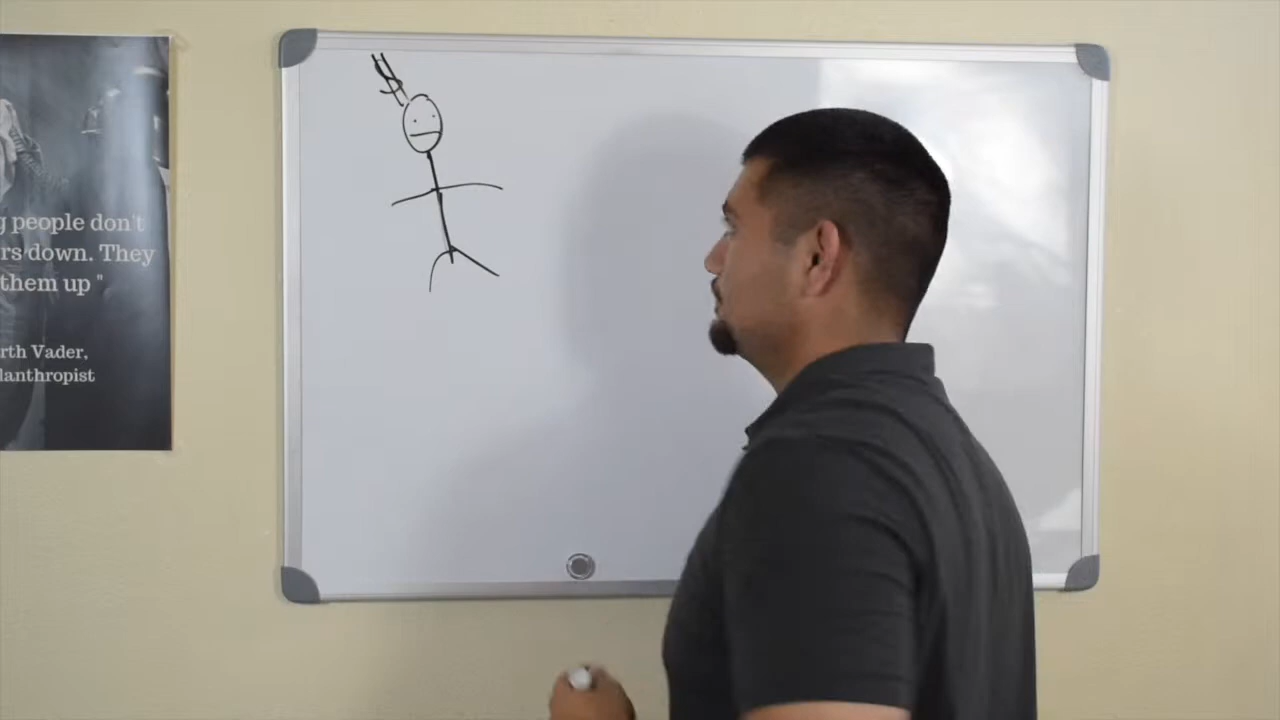 g people don't
rs down. They
them up "
rth Vader,
lanthropist
$